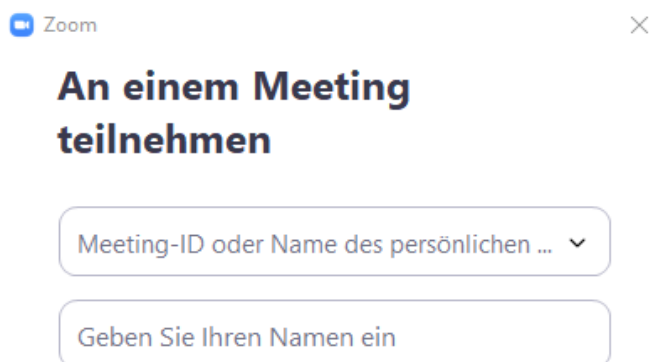 Zoom
An einem Meeting
teilnehmen
Meeting-ID oder Name des persönlichen ...
Geben Sie Ihren Namen ein